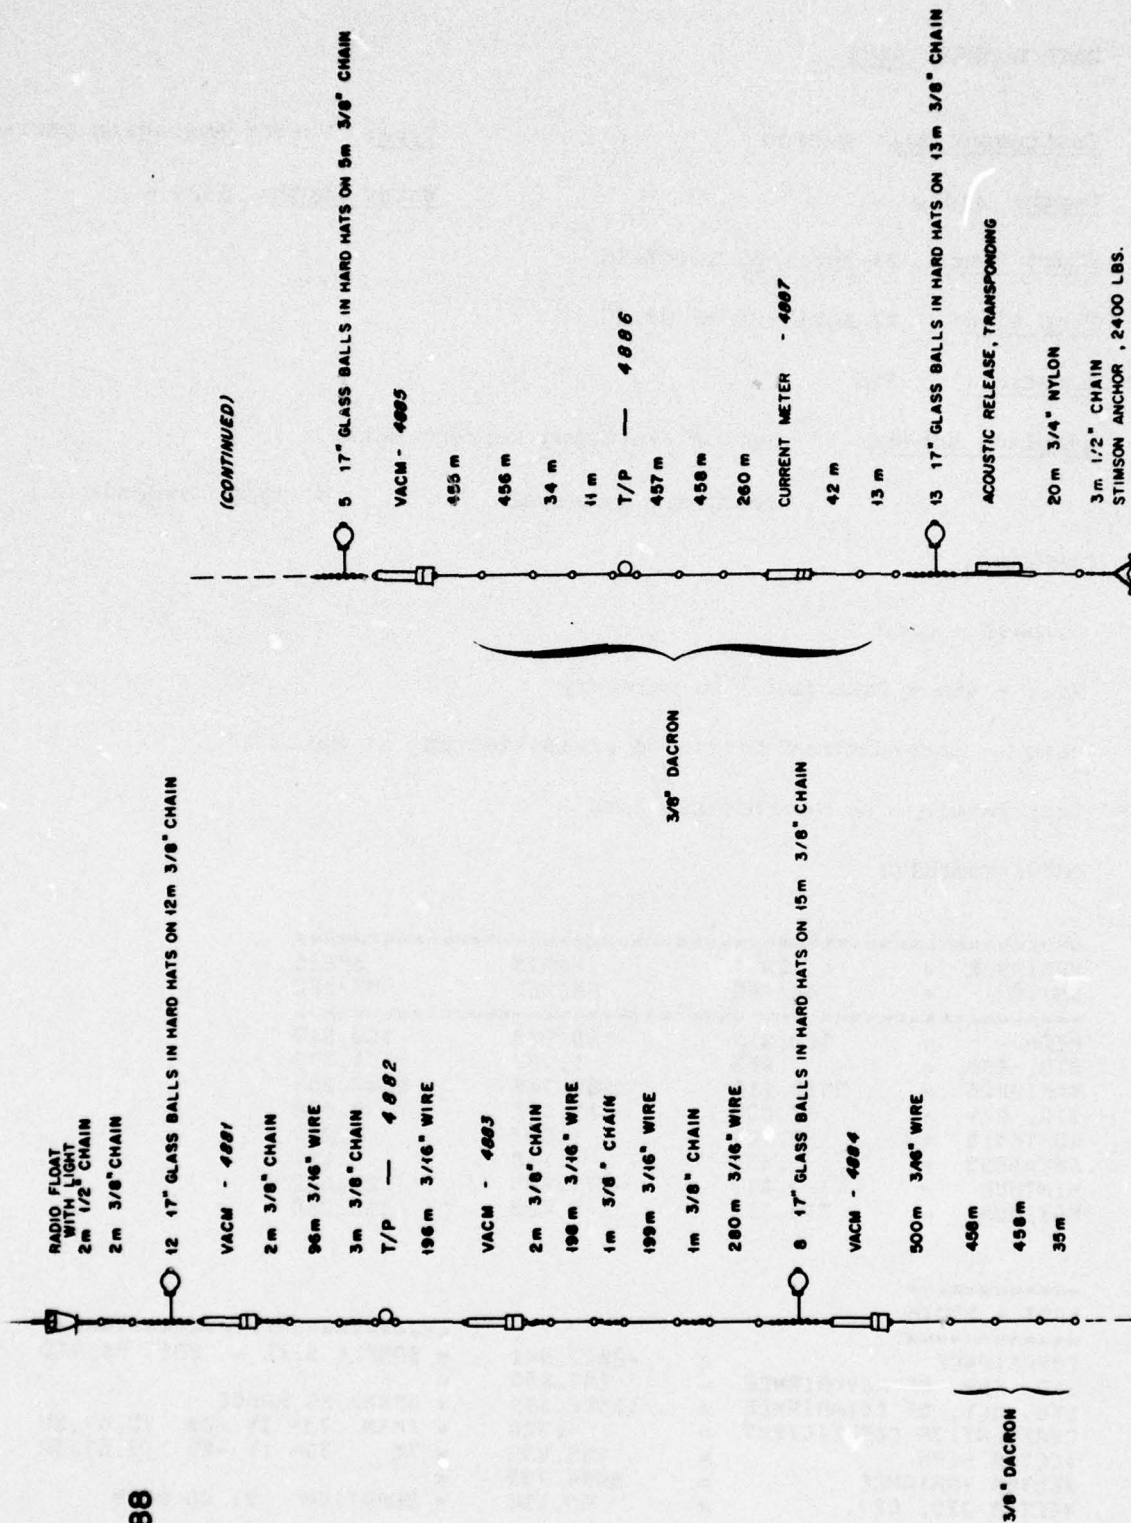 RADIO FLOAT
WITH LIGHT
2m 1/2" CHAIN
2m 3/8" CHAIN
12 17" GLASS BALLS IN HARD HATS ON 12m 3/8" CHAIN
VACM - 4881
2m 3/8" CHAIN
96m 3/16" WIRE
3m 3/8" CHAIN
T/P — 4882
196m 3/16" WIRE
VACM - 4883
2m 3/8" CHAIN
198m 3/16" WIRE
1m 3/8" CHAIN
199m 3/16" WIRE
1m 3/8" CHAIN
280m 3/16" WIRE
8 17" GLASS BALLS IN HARD HATS ON 15m 3/8" CHAIN
VACM - 4884
500m 3/16" WIRE
458m
458m
35m
3/8" DACRON
88
(CONTINUED)
5 17" GLASS BALLS IN HARD HATS ON 5m 3/8" CHAIN
VACM - 4885
455 m
456 m
34 m
11 m
T/P — 4886
457m
458m
260 m
CURRENT METER - 4887
42 m
13 m
13 17" GLASS BALLS IN HARD HATS ON 13m 3/8" CHAIN
ACOUSTIC RELEASE, TRANSPONDING
20m 3/4" NYLON
3m 1/2" CHAIN
STIMSON ANCHOR , 2400 LBS.
3/8" DACRON